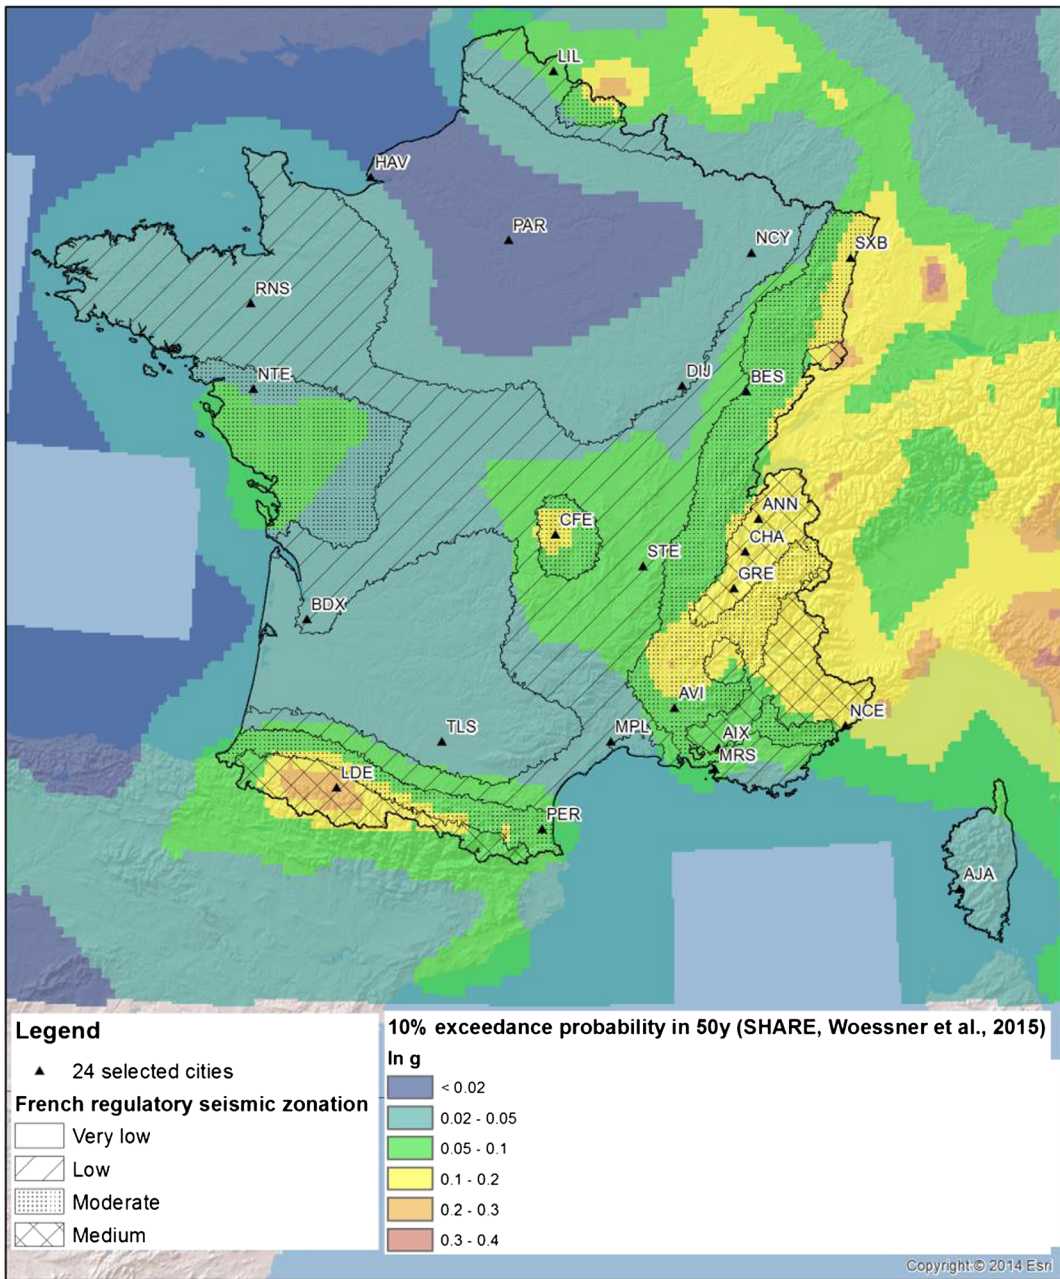 LIL
HAV
PAR
NCY
SXB
RNS
NTE
DIJ
BES
ANN
CFE
CHA
STE
GRE
BDX
AVI
NCE
TLS
MPL
AIX
MRS
LDE
PER
AJA
Legend
24 selected cities
French regulatory seismic zonation
Very low
Low
Moderate
Medium
10% exceedance probability in 50y (SHARE, Woessner et al., 2015)
In g
< 0.02
0.02 - 0.05
0.05 - 0.1
0.1 - 0.2
0.2 - 0.3
0.3 - 0.4
Copyright:© 2014 Esri